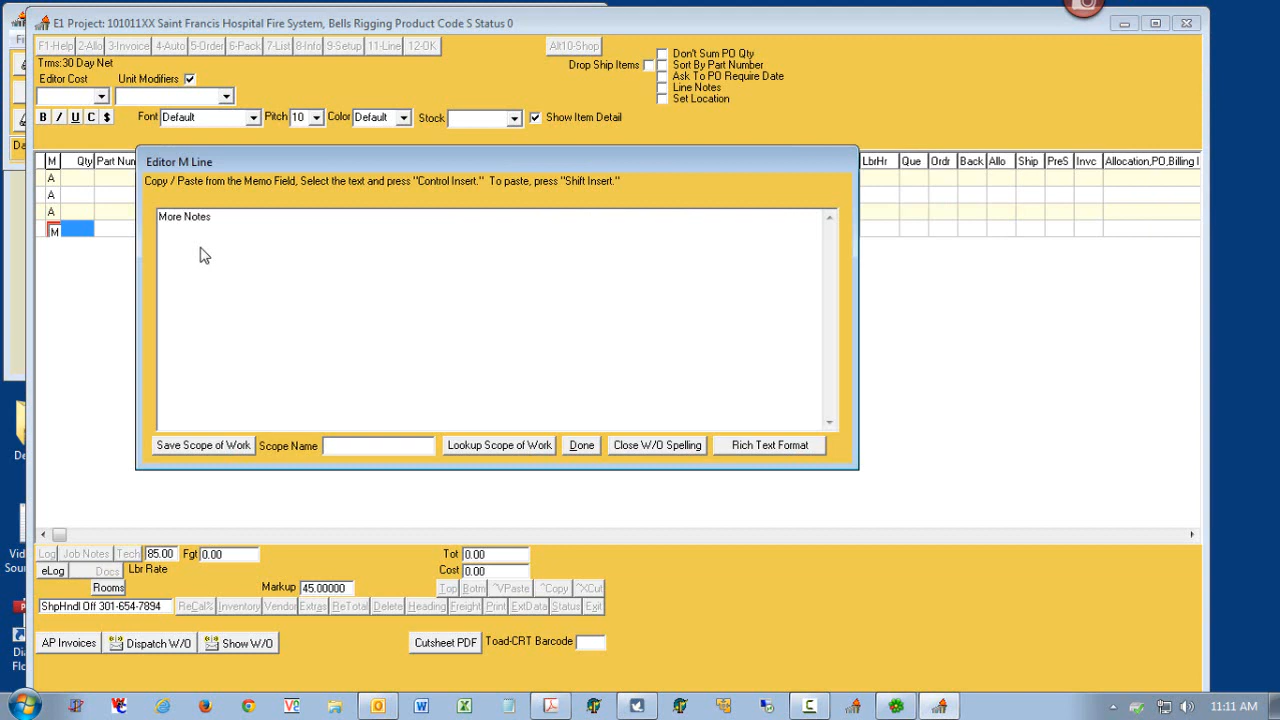 E1 Project: 101011XX Saint Francis Hospital Fire System, Bells Rigging Product Code S Status 0
F1-Help 2-Allo 3-Invoice 4-Auto 5-Order 6-Pack 7-List 8-Info 9-Setup 11-Line 12-OK Alt10-Shop
Don't Sum PO Qty
Drop Ship Items Sort By Part Number
Trms:30 Day Net
Ask To PO Require Date
Editor Cost Unit Modifiers
Line Notes
Set Location
B / U C $ Font Default Pitch 10 Color Default Stock Show Item Detail
M Qty Part Num LbrHr Que Ordr Back Allo Ship PreS Invc Allocation,PO,Billing I
A
A
A
M
Editor M Line
Copy / Paste from the Memo Field, Select the text and press "Control Insert." To paste, press "Shift Insert."
More Notes
Save Scope of Work Scope Name Lookup Scope of Work Done Close W/O Spelling Rich Text Format
Log Job Notes Tech 85.00 Fgt 0.00 Tot 0.00
eLog Docs Lbr Rate Cost 0.00
Rooms Markup 45.00000 Top Botm ^VPaste ^Copy ^XCut
ShpHndl Off 301-654-7894 ReCal% Inventory Vendor Extras ReTotal Delete Heading Freight Print ExtData Status Exit
AP Invoices Dispatch W/O Show W/O Cutsheet PDF Toad-CRT Barcode
11:11 AM